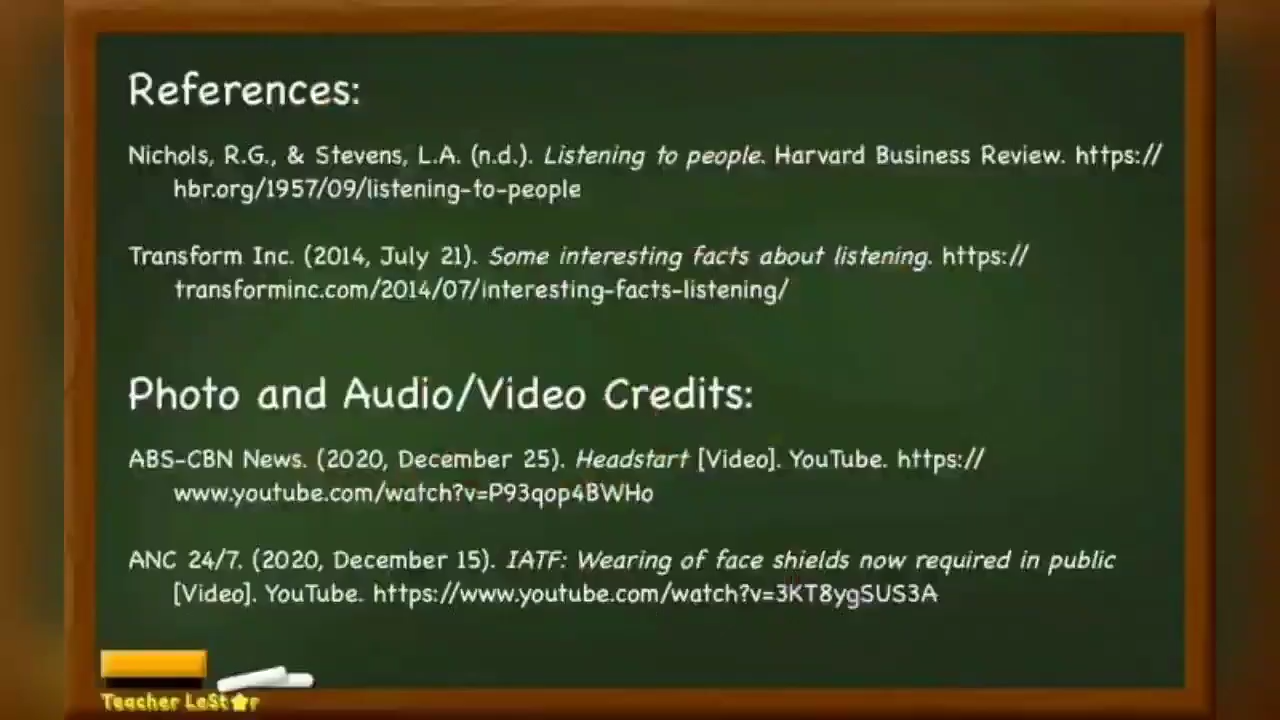 References:
Nichols, R.G., & Stevens, L.A. (n.d.). Listening to people. Harvard Business Review. https://
hbr.org/1957/09/listening-to-people
Transform Inc. (2014, July 21). Some interesting facts about listening. https://
transforminc.com/2014/07/interesting-facts-listening/
Photo and Audio/Video Credits:
ABS-CBN News. (2020, December 25). Headstart [Video]. YouTube. https://
www.youtube.com/watch?v=P93qop4BWHo
ANC 24/7. (2020, December 15). IATF: Wearing of face shields now required in public
[Video]. YouTube. https://www.youtube.com/watch?v=3KT8ygSUS3A
Teacher LeSt★r